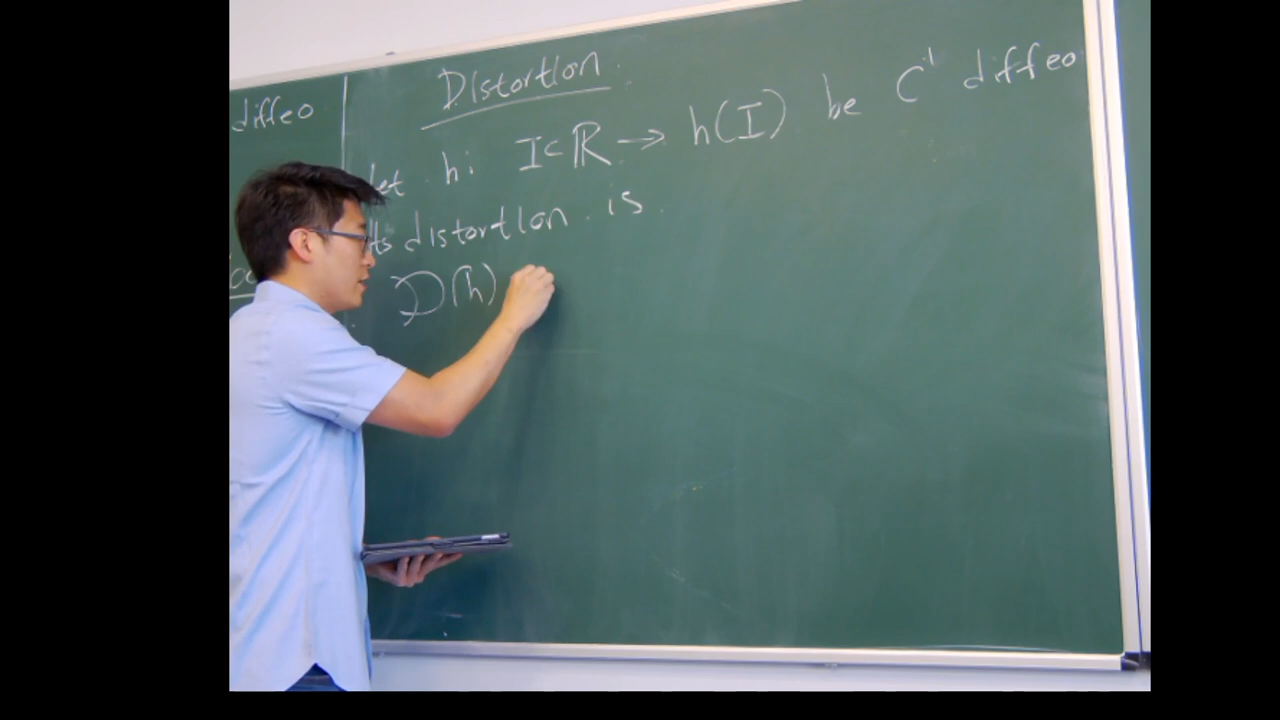 diffeo
Distortion.
let h: I⊂ℝ → h(I) be C¹ diffeo
its distortion is.
D(h)